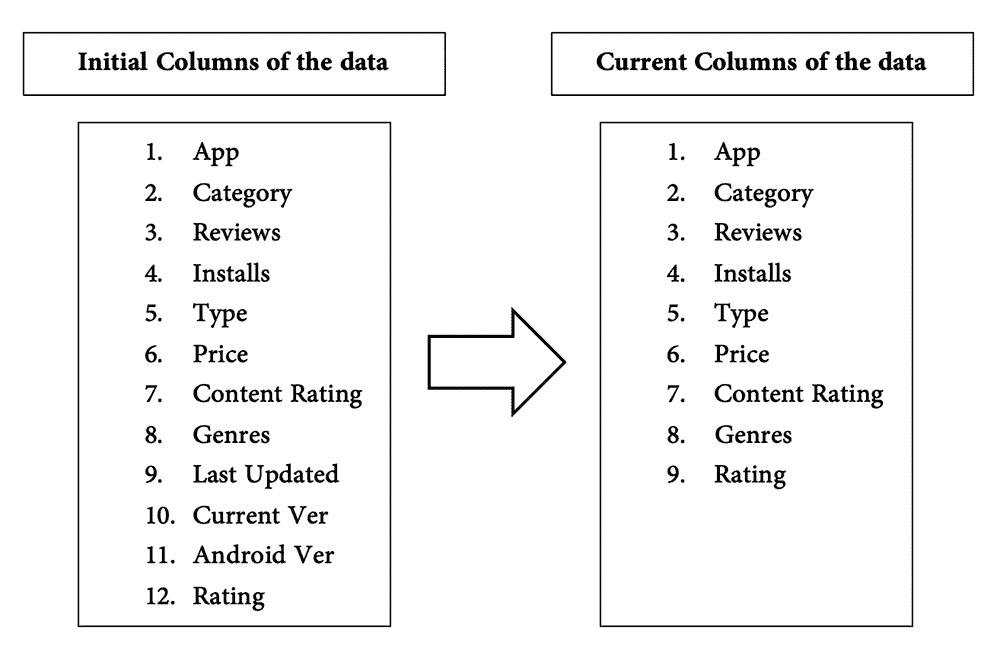 Initial Columns of the data
1. App
2. Category
3. Reviews
4. Installs
5. Type
6. Price
7. Content Rating
8. Genres
9. Last Updated
10. Current Ver
11. Android Ver
12. Rating
Current Columns of the data
1. App
2. Category
3. Reviews
4. Installs
5. Type
6. Price
7. Content Rating
8. Genres
9. Rating